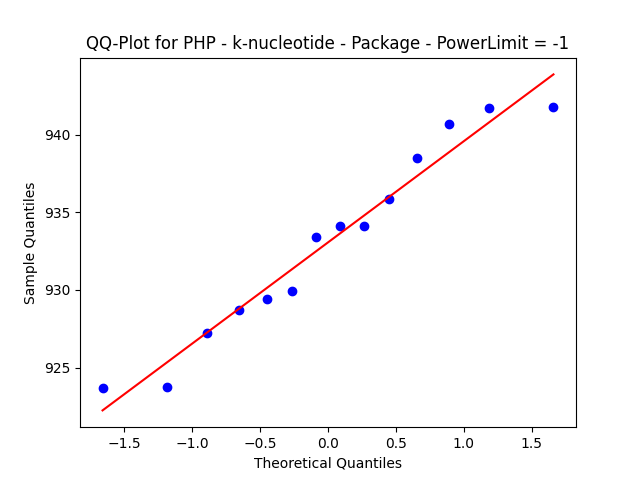 QQ-Plot for PHP - k-nucleotide - Package - PowerLimit = -1
Sample Quantiles
940
935
930
925
−1.5 −1.0 −0.5 0.0 0.5 1.0 1.5
Theoretical Quantiles